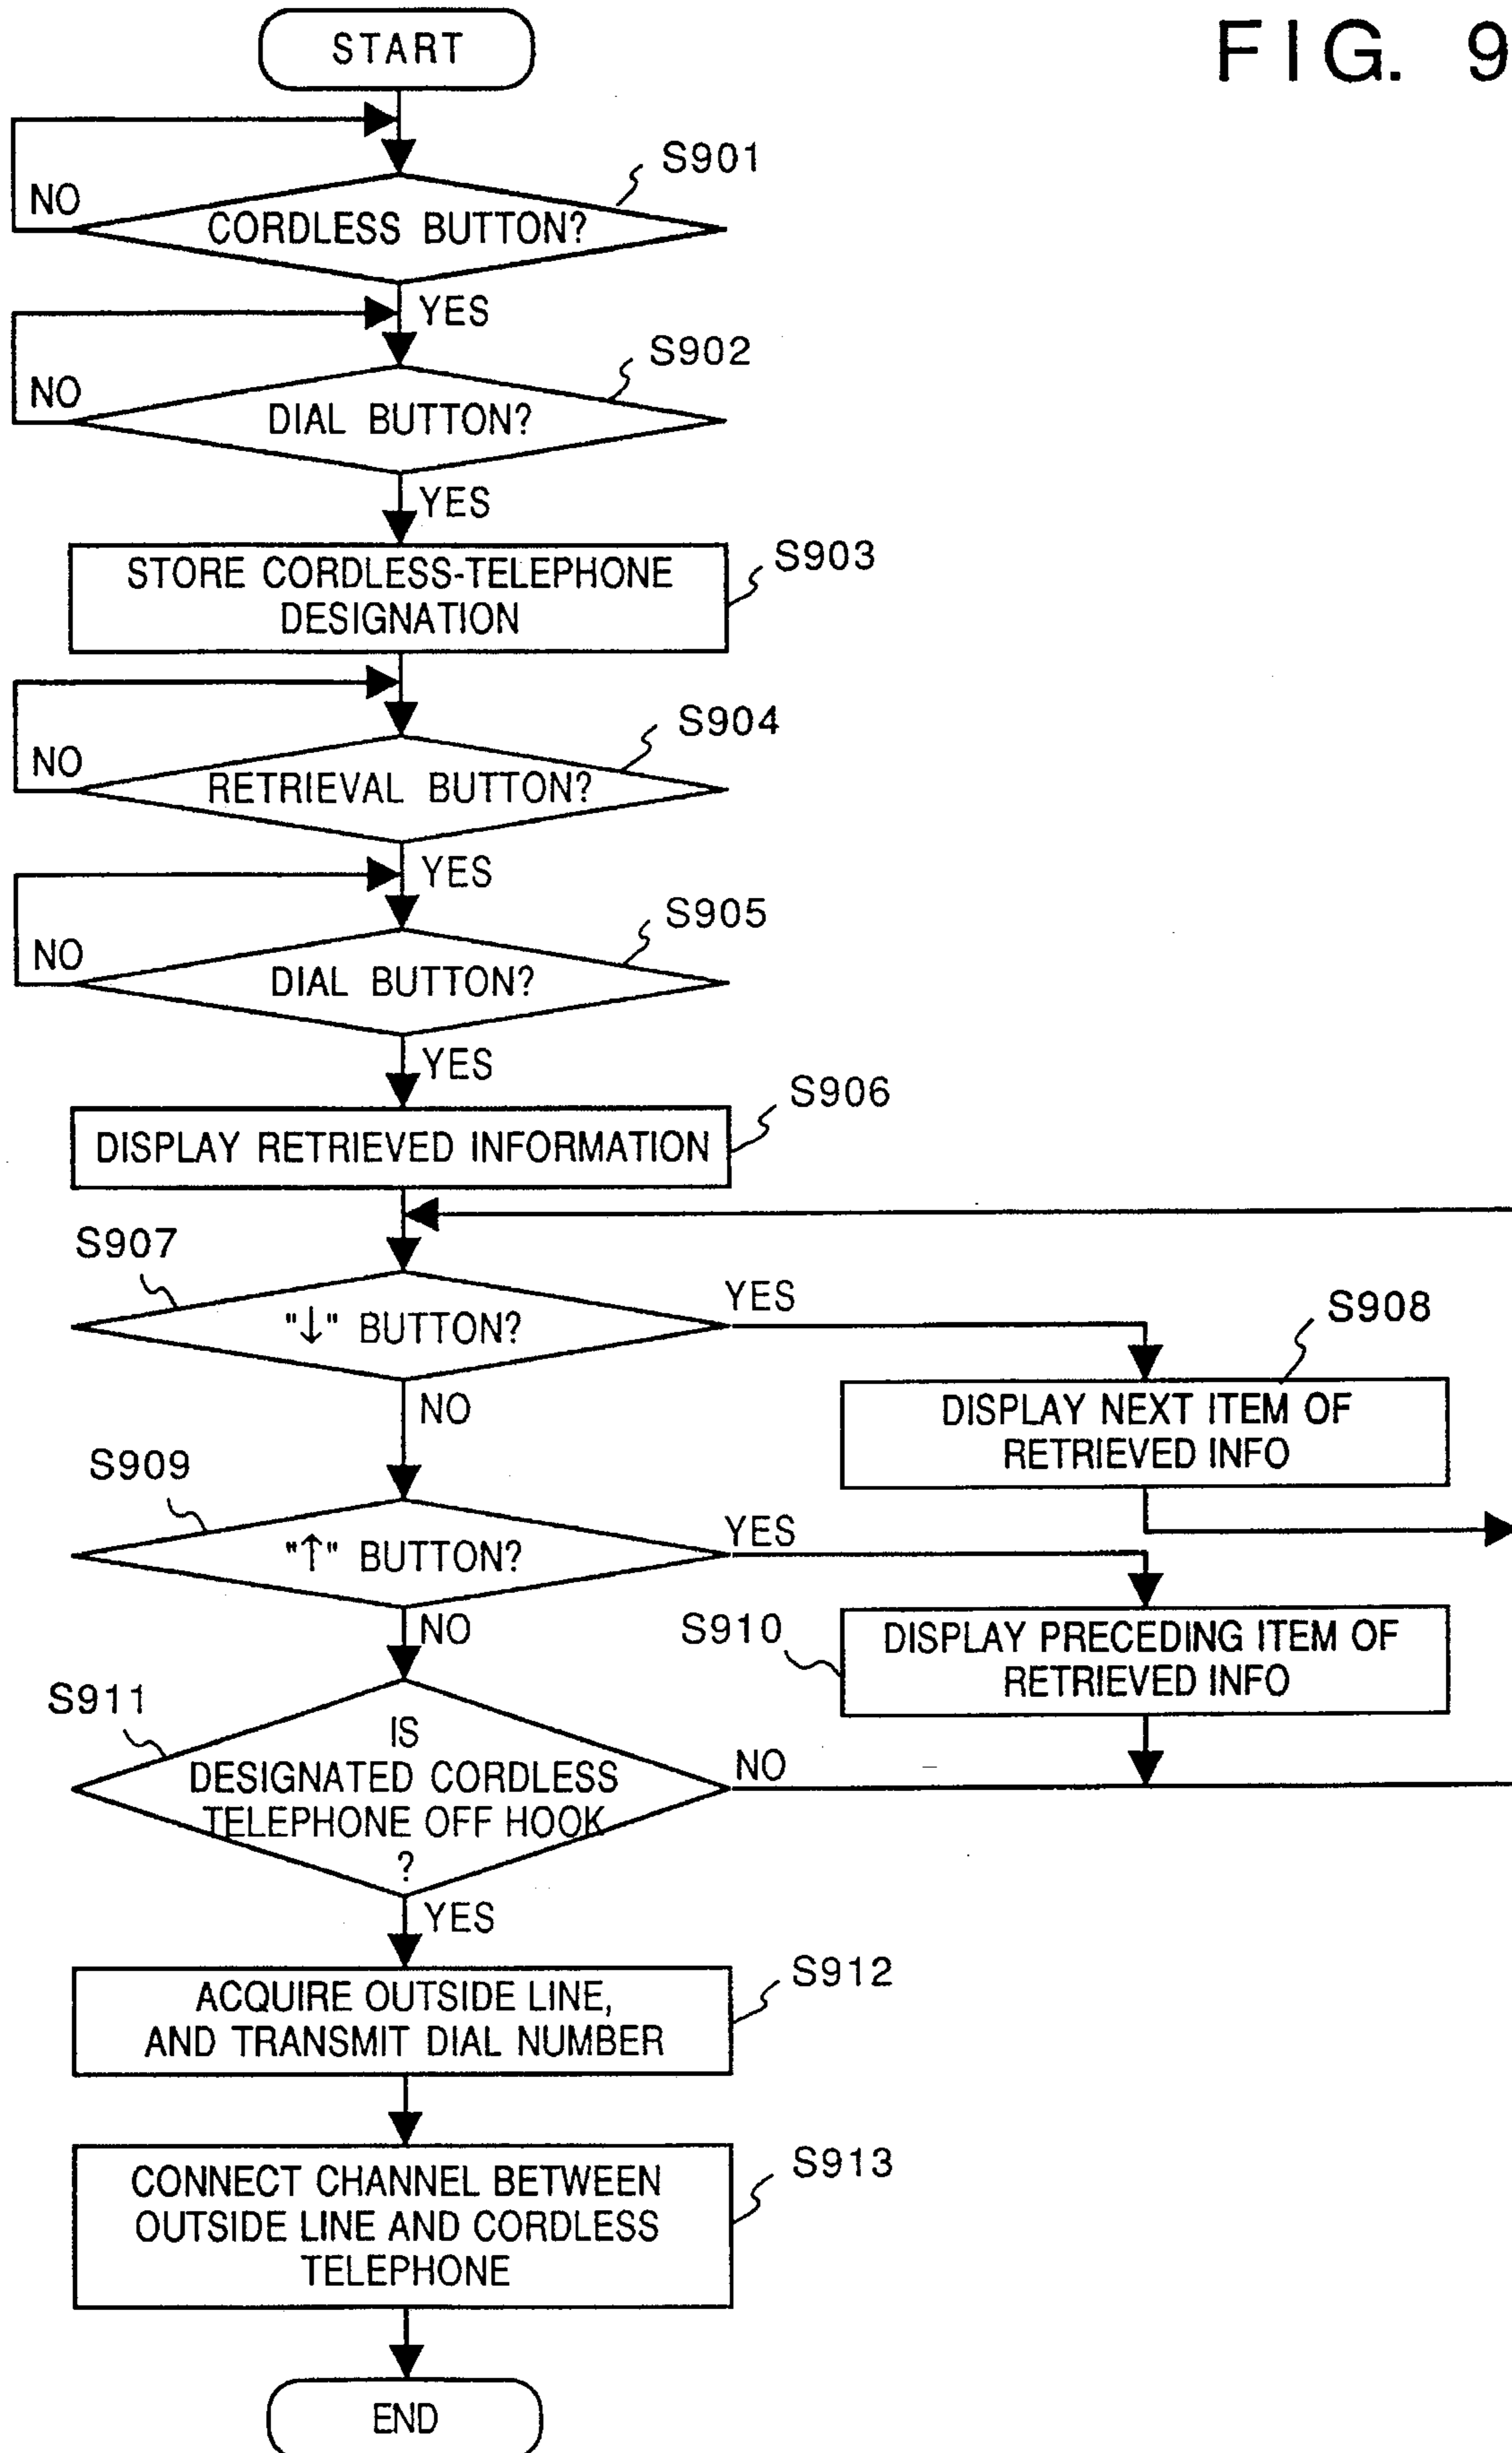 FIG. 9
START
S901
NO
CORDLESS BUTTON?
YES
S902
NO
DIAL BUTTON?
YES
S903
STORE CORDLESS-TELEPHONE
DESIGNATION
S904
NO
RETRIEVAL BUTTON?
YES
S905
NO
DIAL BUTTON?
YES
S906
DISPLAY RETRIEVED INFORMATION
S907
"↓" BUTTON?
YES
S908
DISPLAY NEXT ITEM OF
RETRIEVED INFO
NO
S909
"↑" BUTTON?
YES
NO
S910
DISPLAY PRECEDING ITEM OF
RETRIEVED INFO
S911
IS
DESIGNATED CORDLESS
TELEPHONE OFF HOOK
?
NO
YES
S912
ACQUIRE OUTSIDE LINE,
AND TRANSMIT DIAL NUMBER
S913
CONNECT CHANNEL BETWEEN
OUTSIDE LINE AND CORDLESS
TELEPHONE
END